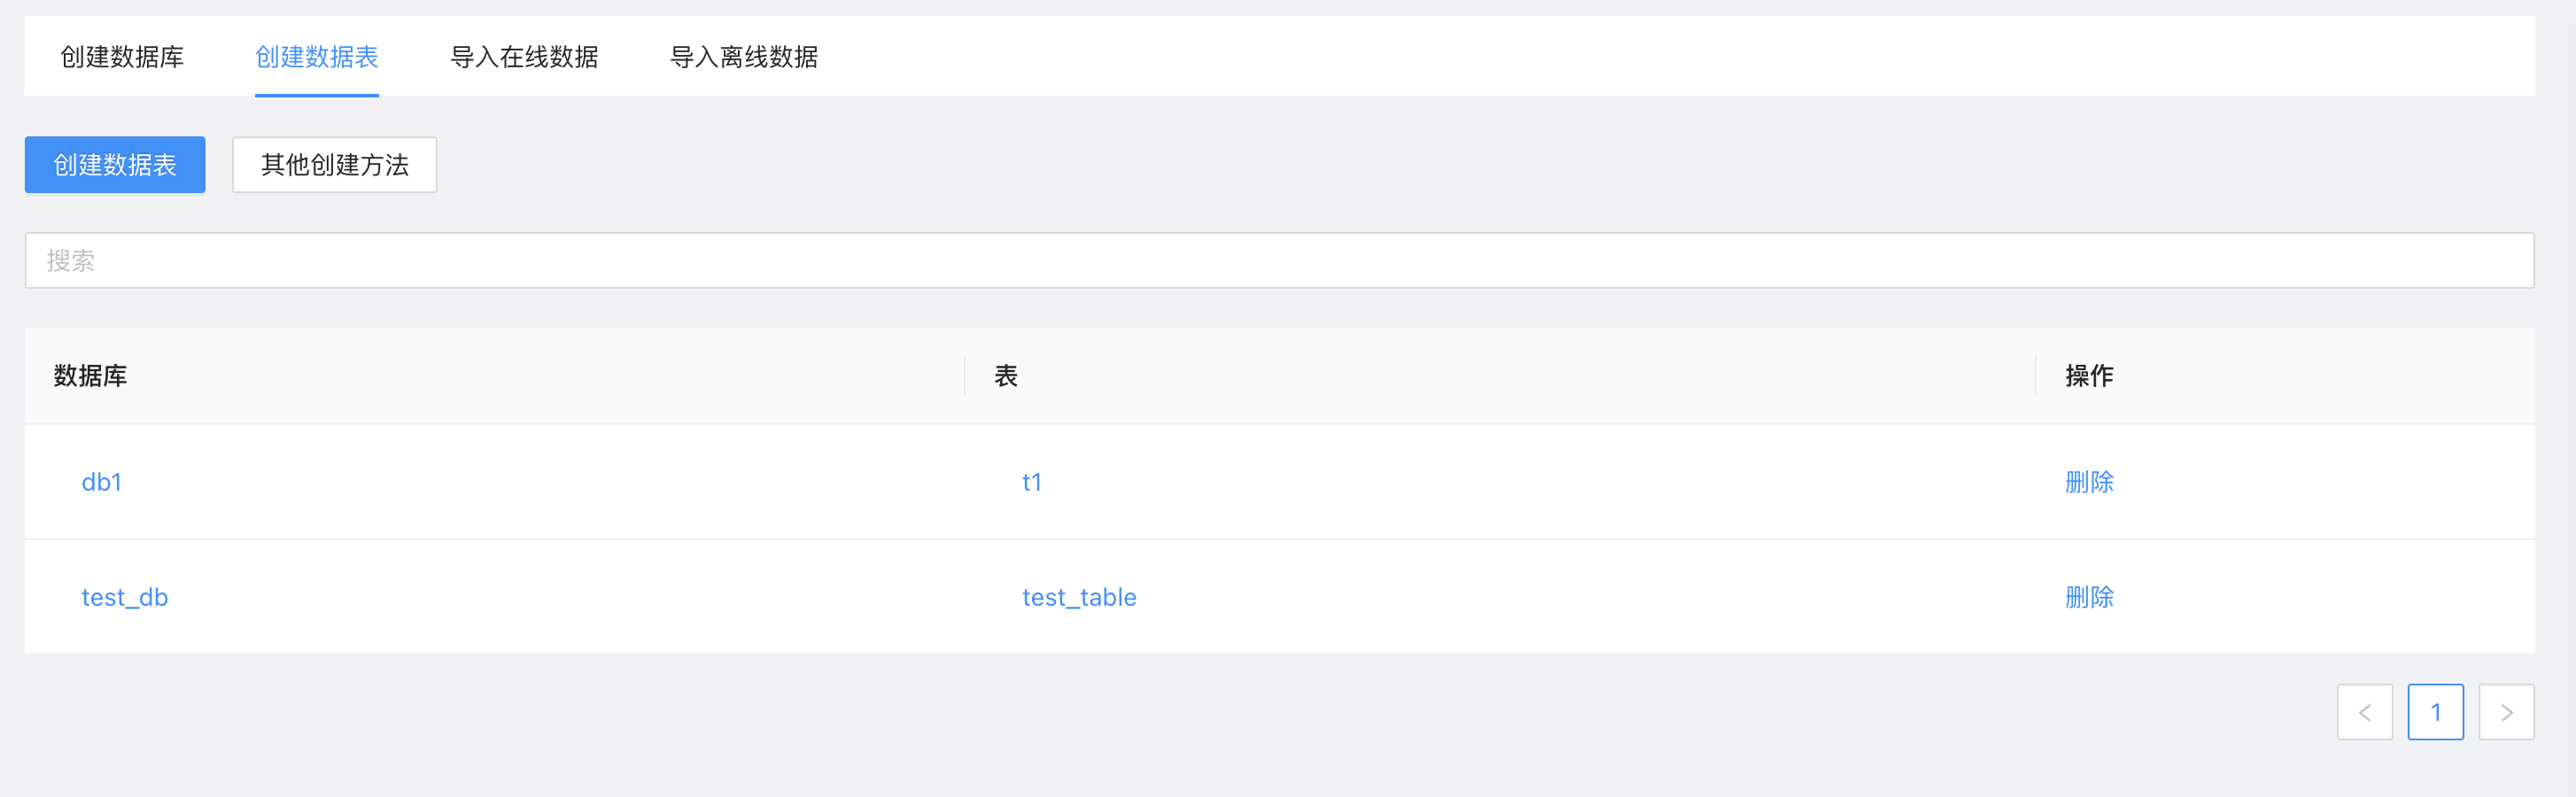 创建数据库 创建数据表 导入在线数据 导入离线数据
创建数据表 其他创建方法
搜索
数据库 表 操作
db1 t1 删除
test_db test_table 删除
1